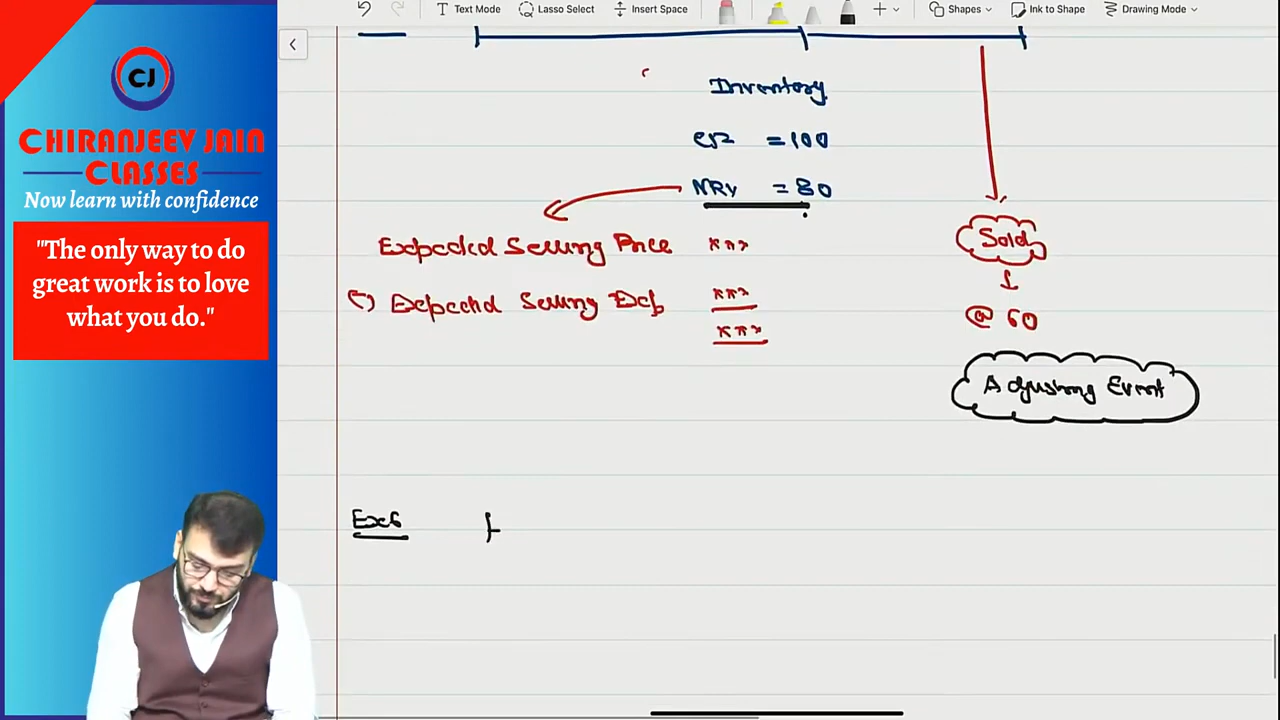 Text Mode
Lasso Select
Insert Space
Shapes
Ink to Shape
Drawing Mode
CJ
CHIRANJEEV JAIN
CLASSES
Now learn with confidence
"The only way to do
great work is to love
what you do."
Inventory
= 100
NRV = 80
Expected Selling Price xxx
(-) Expected Selling Exp xxx
xxx
Sold
@ 60
Adjusting Event
Ex6